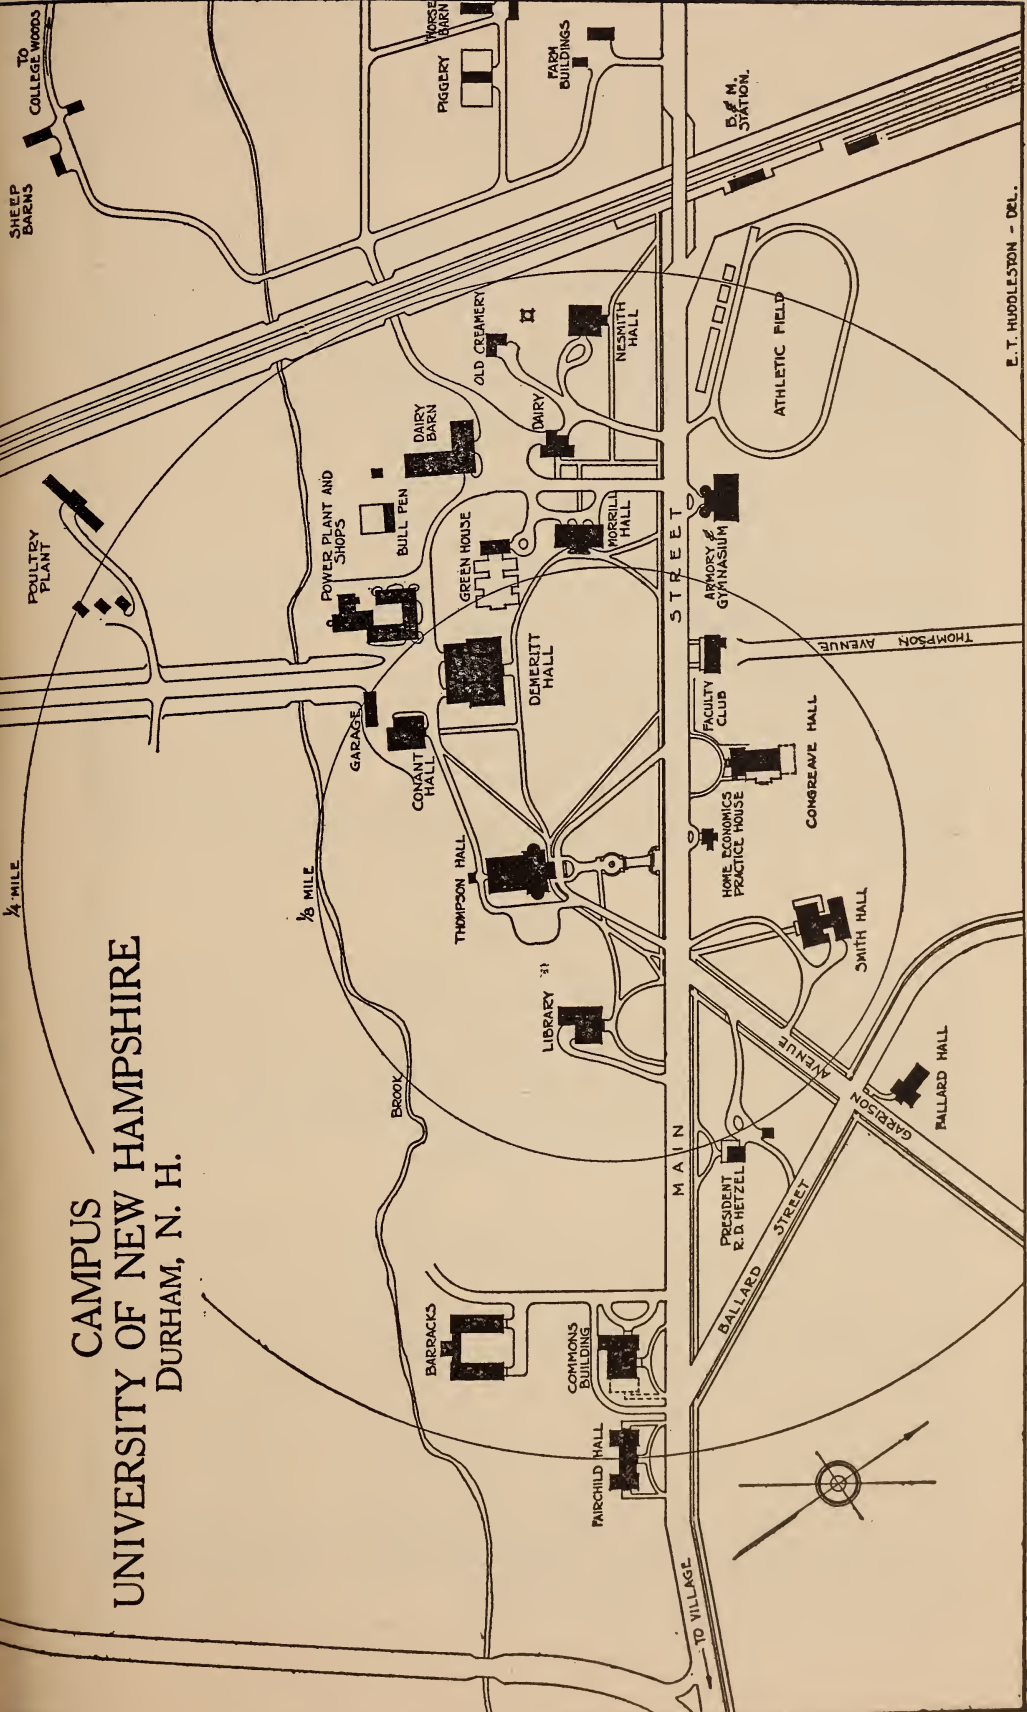 CAMPUS
UNIVERSITY OF NEW HAMPSHIRE
DURHAM, N. H.
¼ MILE
⅛ MILE
BROOK
POULTRY
PLANT
SHEEP
BARNS
TO
COLLEGE WOODS
HORSE
BARN
PIGGERY
FARM
BUILDINGS
B. & M.
STATION.
POWER PLANT AND
SHOPS
BULL PEN
DAIRY
BARN
OLD CREAMERY
DAIRY
NESMITH
HALL
GREEN HOUSE
MORRILL
HALL
GARAGE
CONANT
HALL
DEMERITT
HALL
THOMPSON HALL
LIBRARY
BARRACKS
COMMONS
BUILDING
FAIRCHILD HALL
MAIN
STREET
TO VILLAGE
ATHLETIC FIELD
ARMORY &
GYMNASIUM
FACULTY
CLUB
THOMPSON AVENUE
CONGREAVE HALL
HOME ECONOMICS
PRACTICE HOUSE
SMITH HALL
GARRISON AVENUE
BALLARD HALL
PRESIDENT
R. D. HETZEL
BALLARD STREET
E. T. HUDDLESTON - DEL.